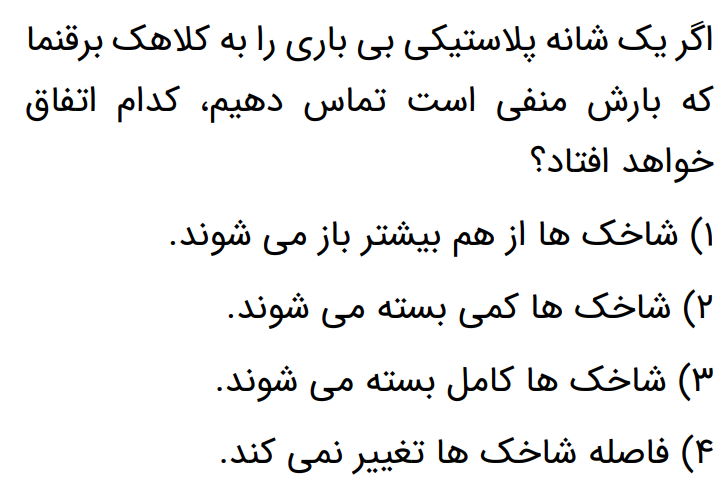 اگر یک شانه پلاستیکی بی باری را به کلاهک برقنما
که بارش منفی است تماس دهیم، کدام اتفاق
خواهد افتاد؟
۱) شاخک ها از هم بیشتر باز می شوند.
۲) شاخک ها کمی بسته می شوند.
۳) شاخک ها کامل بسته می شوند.
۴) فاصله شاخک ها تغییر نمی کند.